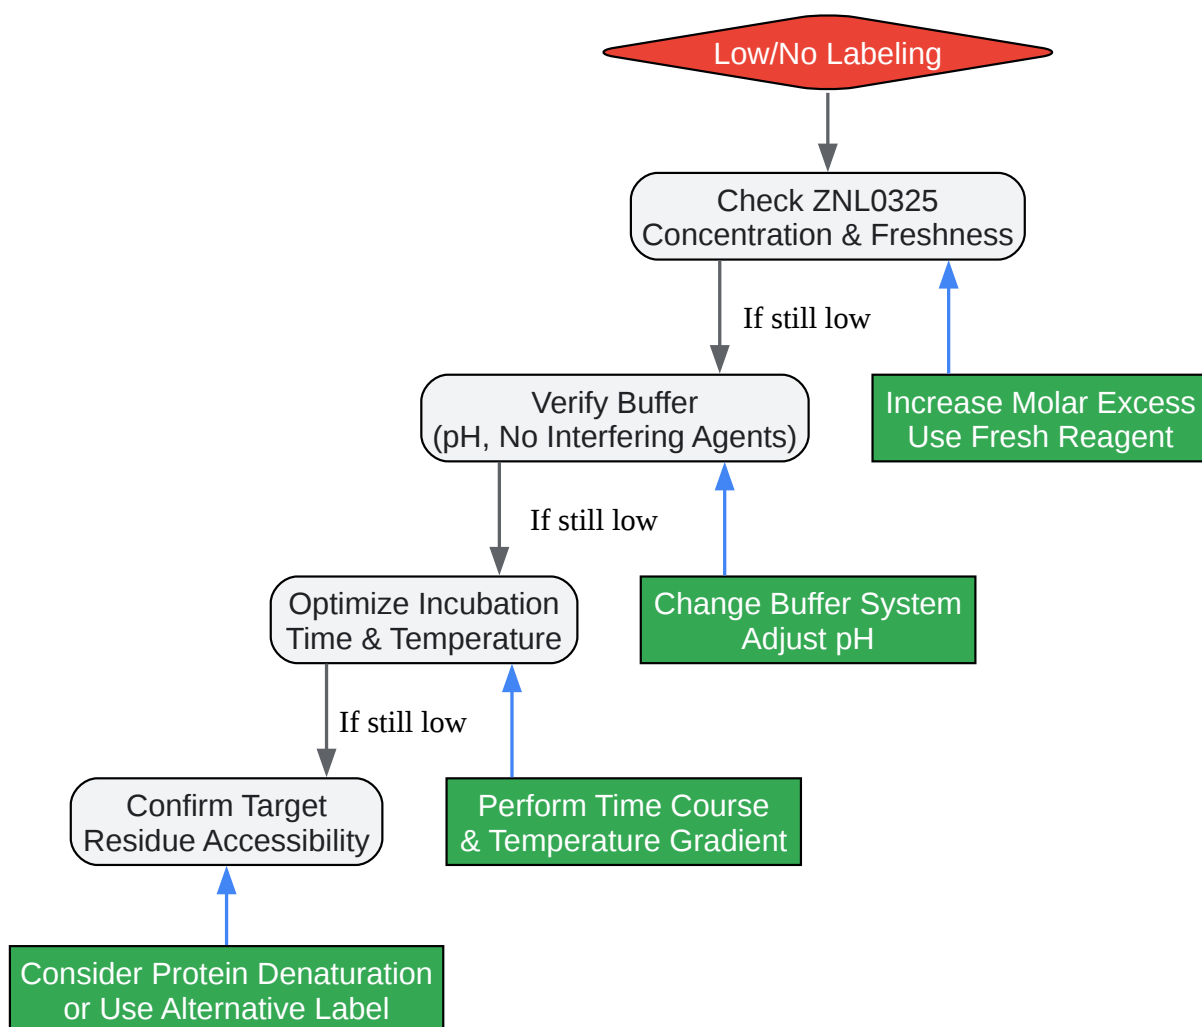 Low/No Labeling
Check ZNL0325
Concentration & Freshness
If still low
Verify Buffer
(pH, No Interfering Agents)
Increase Molar Excess
Use Fresh Reagent
If still low
Optimize Incubation
Time & Temperature
Change Buffer System
Adjust pH
If still low
Confirm Target
Residue Accessibility
Perform Time Course
& Temperature Gradient
Consider Protein Denaturation
or Use Alternative Label